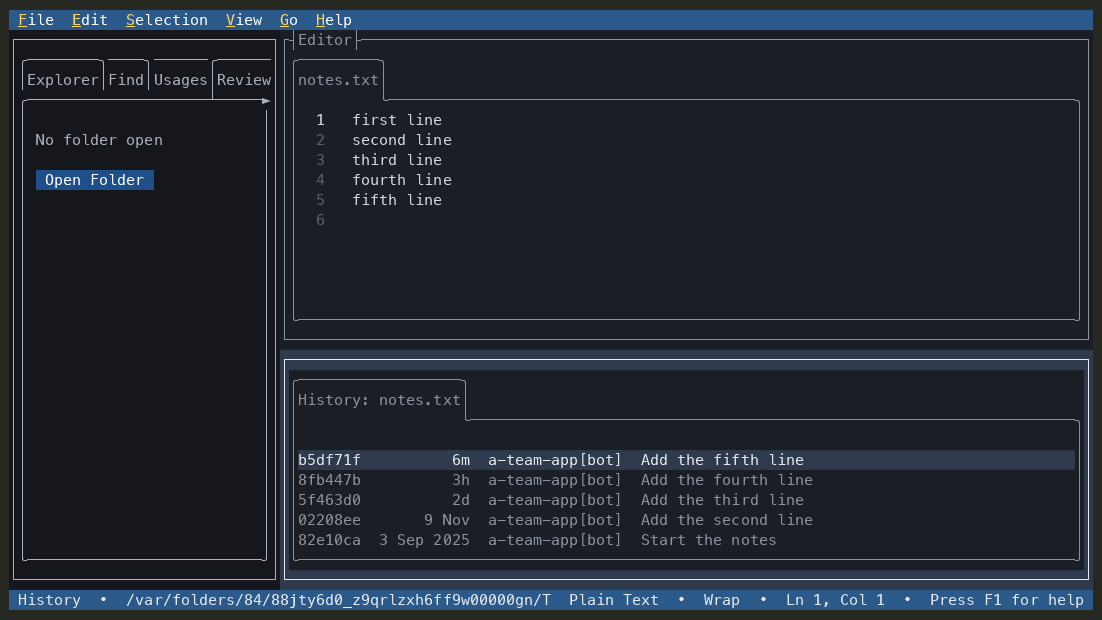 File Edit Selection View Go Help
Editor
Explorer Find Usages Review
No folder open
Open Folder
notes.txt
1 first line
2 second line
3 third line
4 fourth line
5 fifth line
6
History: notes.txt
b5df71f 6m a-team-app[bot] Add the fifth line
8fb447b 3h a-team-app[bot] Add the fourth line
5f463d0 2d a-team-app[bot] Add the third line
02208ee 9 Nov a-team-app[bot] Add the second line
82e10ca 3 Sep 2025 a-team-app[bot] Start the notes
History • /var/folders/84/88jty6d0_z9qrlzxh6ff9w00000gn/T Plain Text • Wrap • Ln 1, Col 1 • Press F1 for help